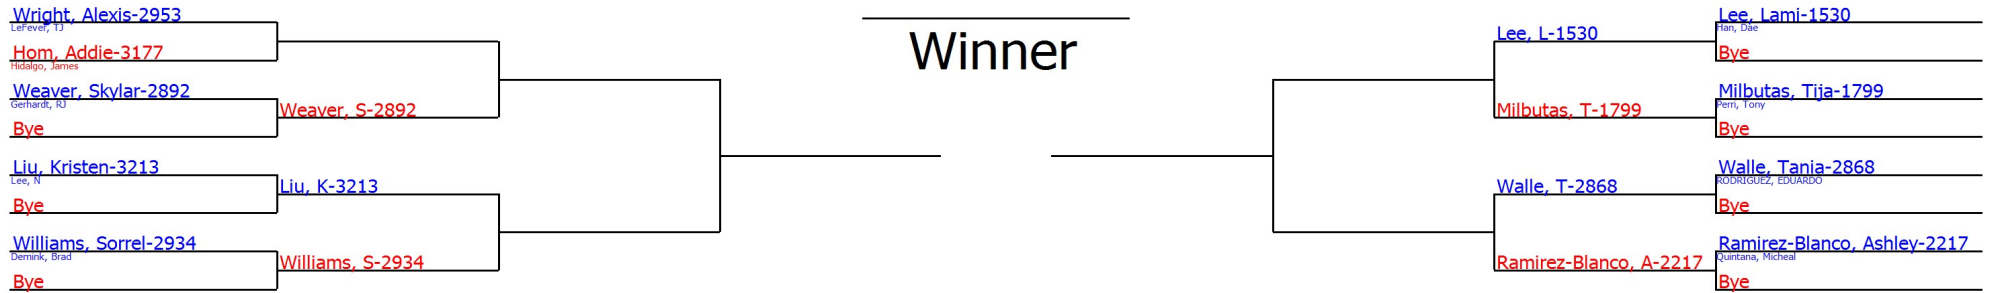 Wright, Alexis-2953
LeFever, TJ
Hom, Addie-3177
Hidalgo, James
Weaver, Skylar-2892
Gerhardt, RJ
Bye
Liu, Kristen-3213
Lee, N
Bye
Williams, Sorrel-2934
Demink, Brad
Bye
Weaver, S-2892
Liu, K-3213
Williams, S-2934
Winner
Lee, L-1530
Milbutas, T-1799
Walle, T-2868
Ramirez-Blanco, A-2217
Lee, Lami-1530
Han, Dae
Bye
Milbutas, Tija-1799
Perri, Tony
Bye
Walle, Tania-2868
RODRIGUEZ, EDUARDO
Bye
Ramirez-Blanco, Ashley-2217
Quintana, Micheal
Bye